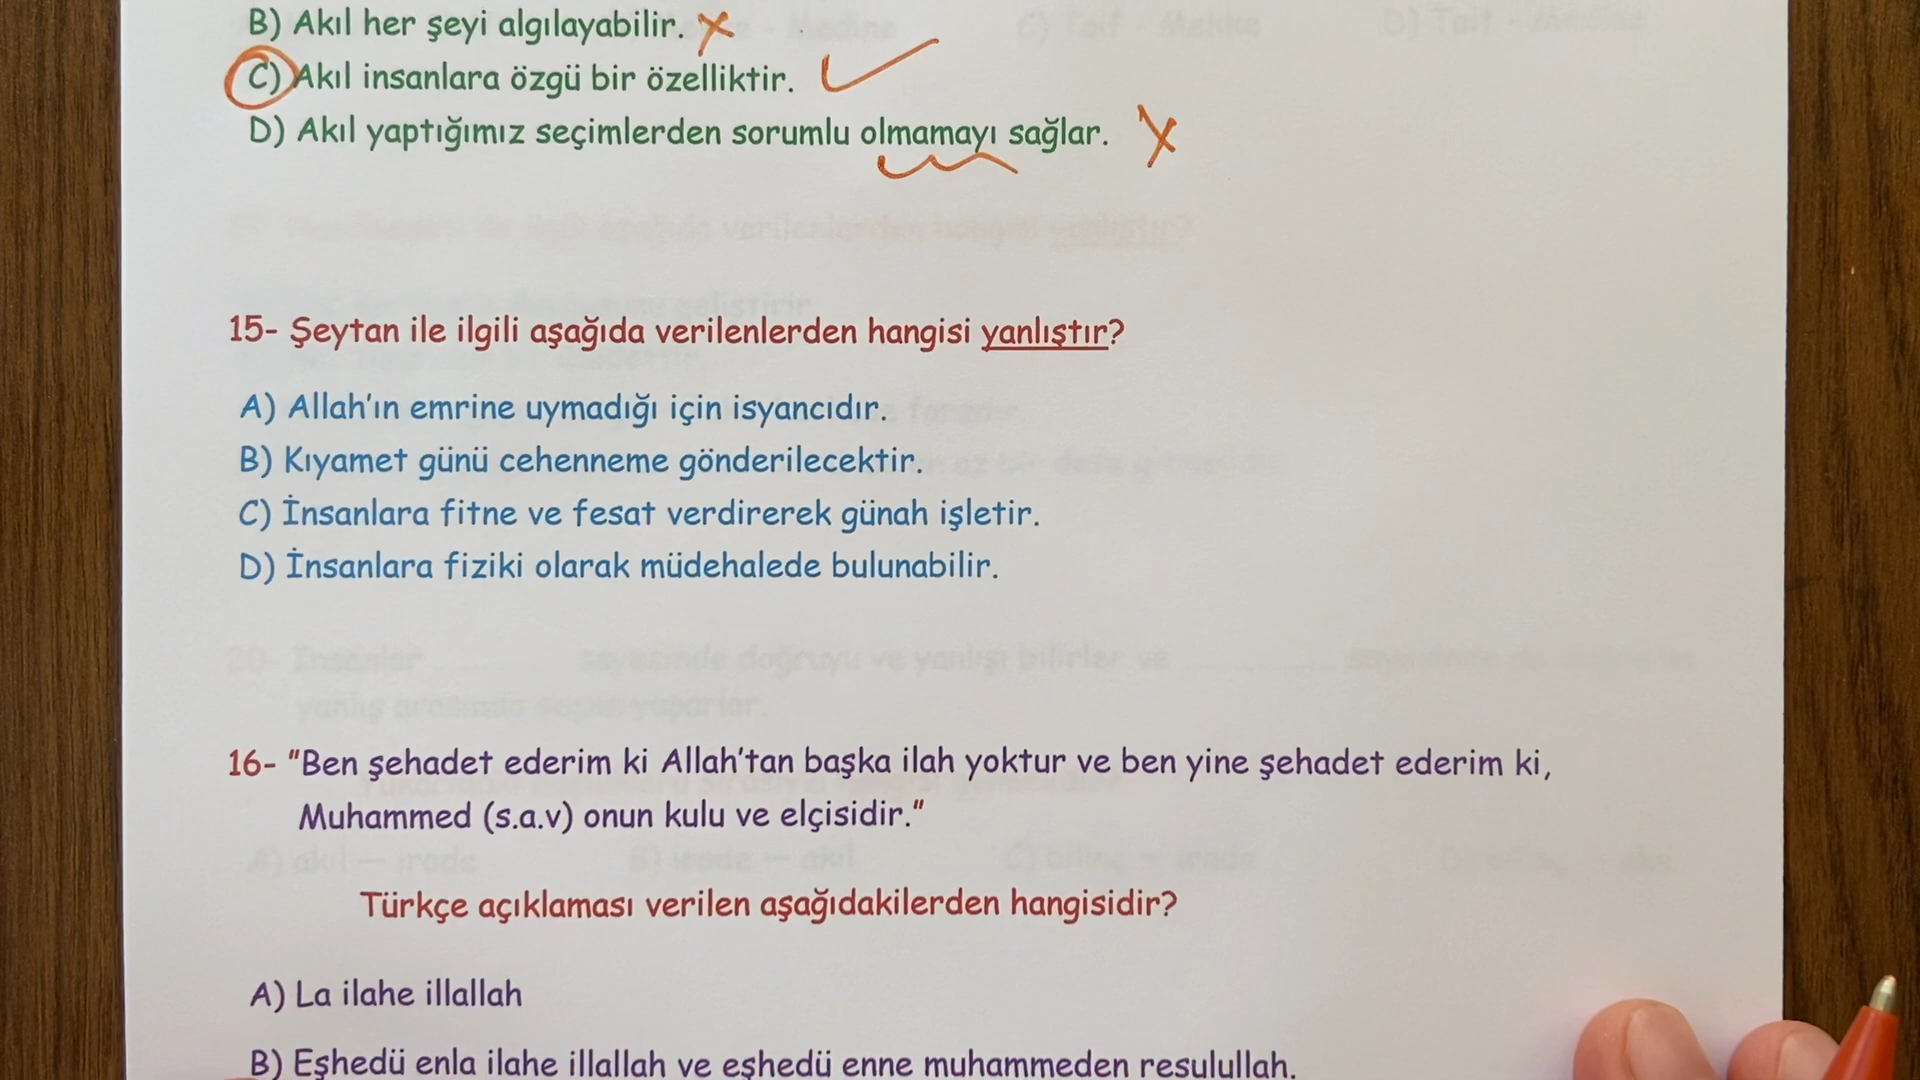 B) Akıl her şeyi algılayabilir.
C) Akıl insanlara özgü bir özelliktir.
D) Akıl yaptığımız seçimlerden sorumlu olmamayı sağlar.
15- Şeytan ile ilgili aşağıda verilenlerden hangisi yanlıştır?
A) Allah'ın emrine uymadığı için isyancıdır.
B) Kıyamet günü cehenneme gönderilecektir.
C) İnsanlara fitne ve fesat verdirerek günah işletir.
D) İnsanlara fiziki olarak müdehalede bulunabilir.
16- "Ben şehadet ederim ki Allah'tan başka ilah yoktur ve ben yine şehadet ederim ki,
Muhammed (s.a.v) onun kulu ve elçisidir."
Türkçe açıklaması verilen aşağıdakilerden hangisidir?
A) La ilahe illallah
B) Eşhedü enla ilahe illallah ve eşhedü enne muhammeden resulullah.